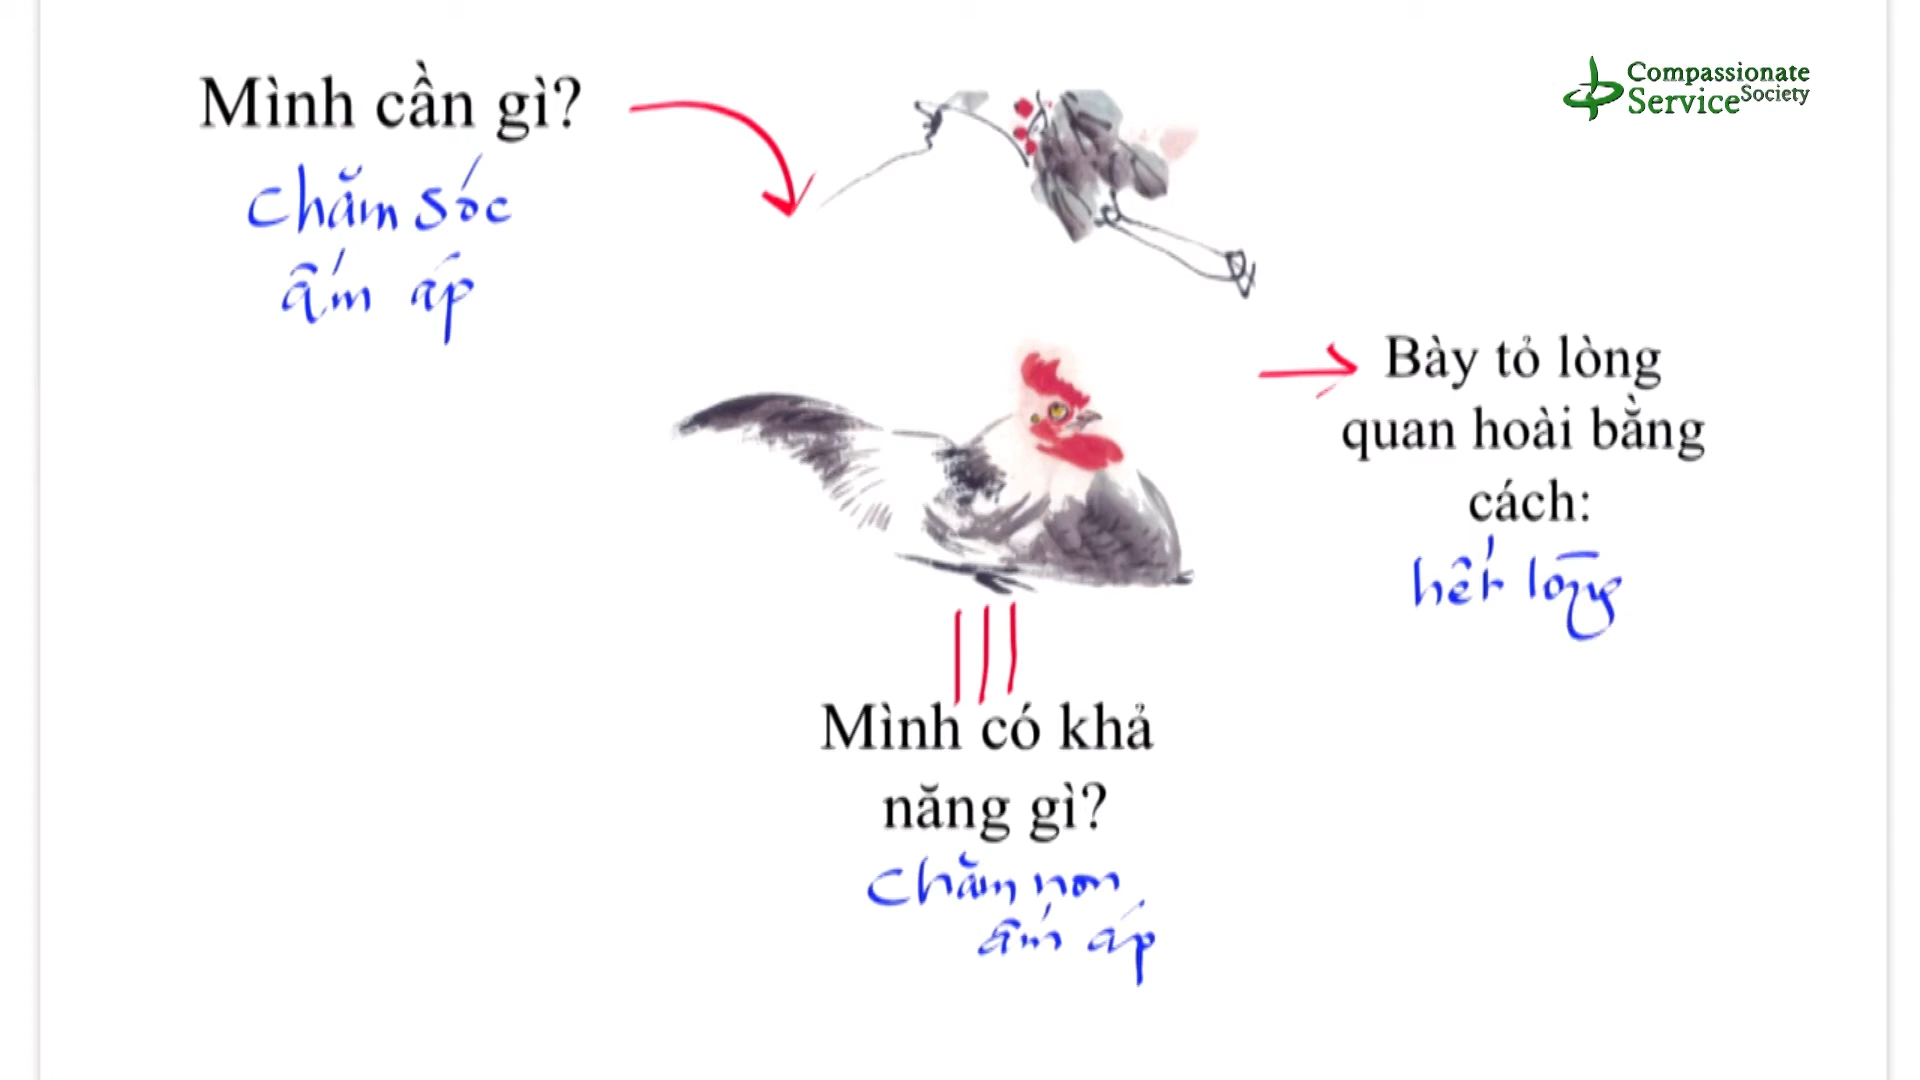 Mình cần gì?
chăm sóc
ấm áp
Compassionate
Service Society
Bày tỏ lòng
quan hoài bằng
cách:
hết lòng
Mình có khả
năng gì?
chăm non
ấm áp